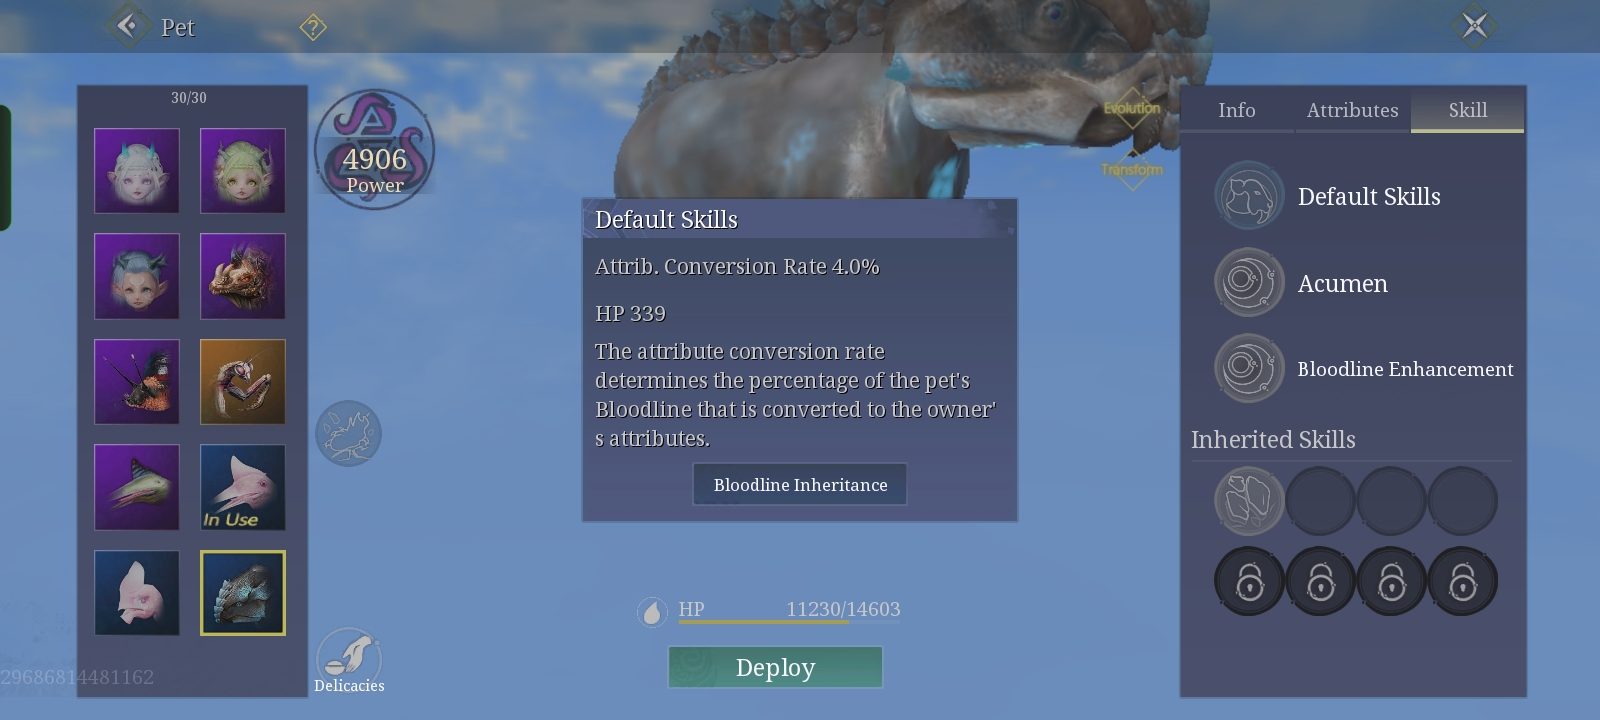 Pet
?
30/30
4906
Power
In Use
Delicacies
29686814481162
Evolution
Transform
Default Skills
Attrib. Conversion Rate 4.0%
HP 339
The attribute conversion rate
determines the percentage of the pet's
Bloodline that is converted to the owner'
s attributes.
Bloodline Inheritance
HP 11230/14603
Deploy
Info Attributes Skill
Default Skills
Acumen
Bloodline Enhancement
Inherited Skills